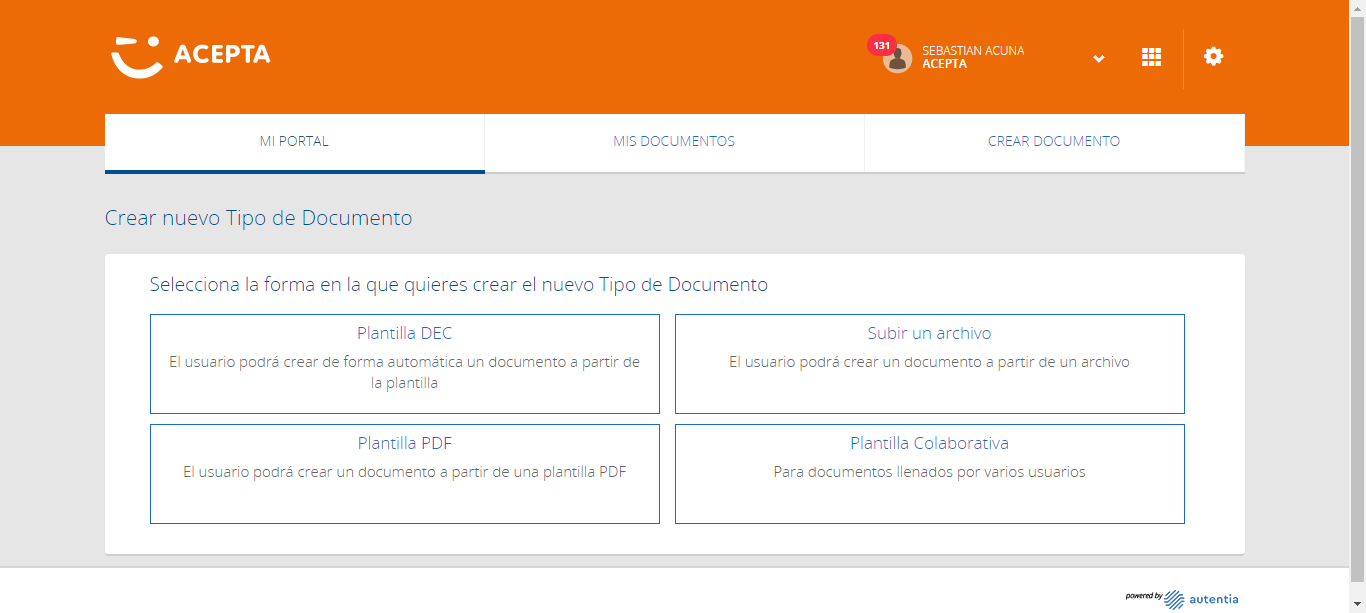 ACEPTA
131
SEBASTIAN ACUNA
ACEPTA
MI PORTAL
MIS DOCUMENTOS
CREAR DOCUMENTO
Crear nuevo Tipo de Documento
Selecciona la forma en la que quieres crear el nuevo Tipo de Documento
Plantilla DEC
El usuario podrá crear de forma automática un documento a partir de
la plantilla
Subir un archivo
El usuario podrá crear un documento a partir de un archivo
Plantilla PDF
El usuario podrá crear un documento a partir de una plantilla PDF
Plantilla Colaborativa
Para documentos llenados por varios usuarios
powered by autentia